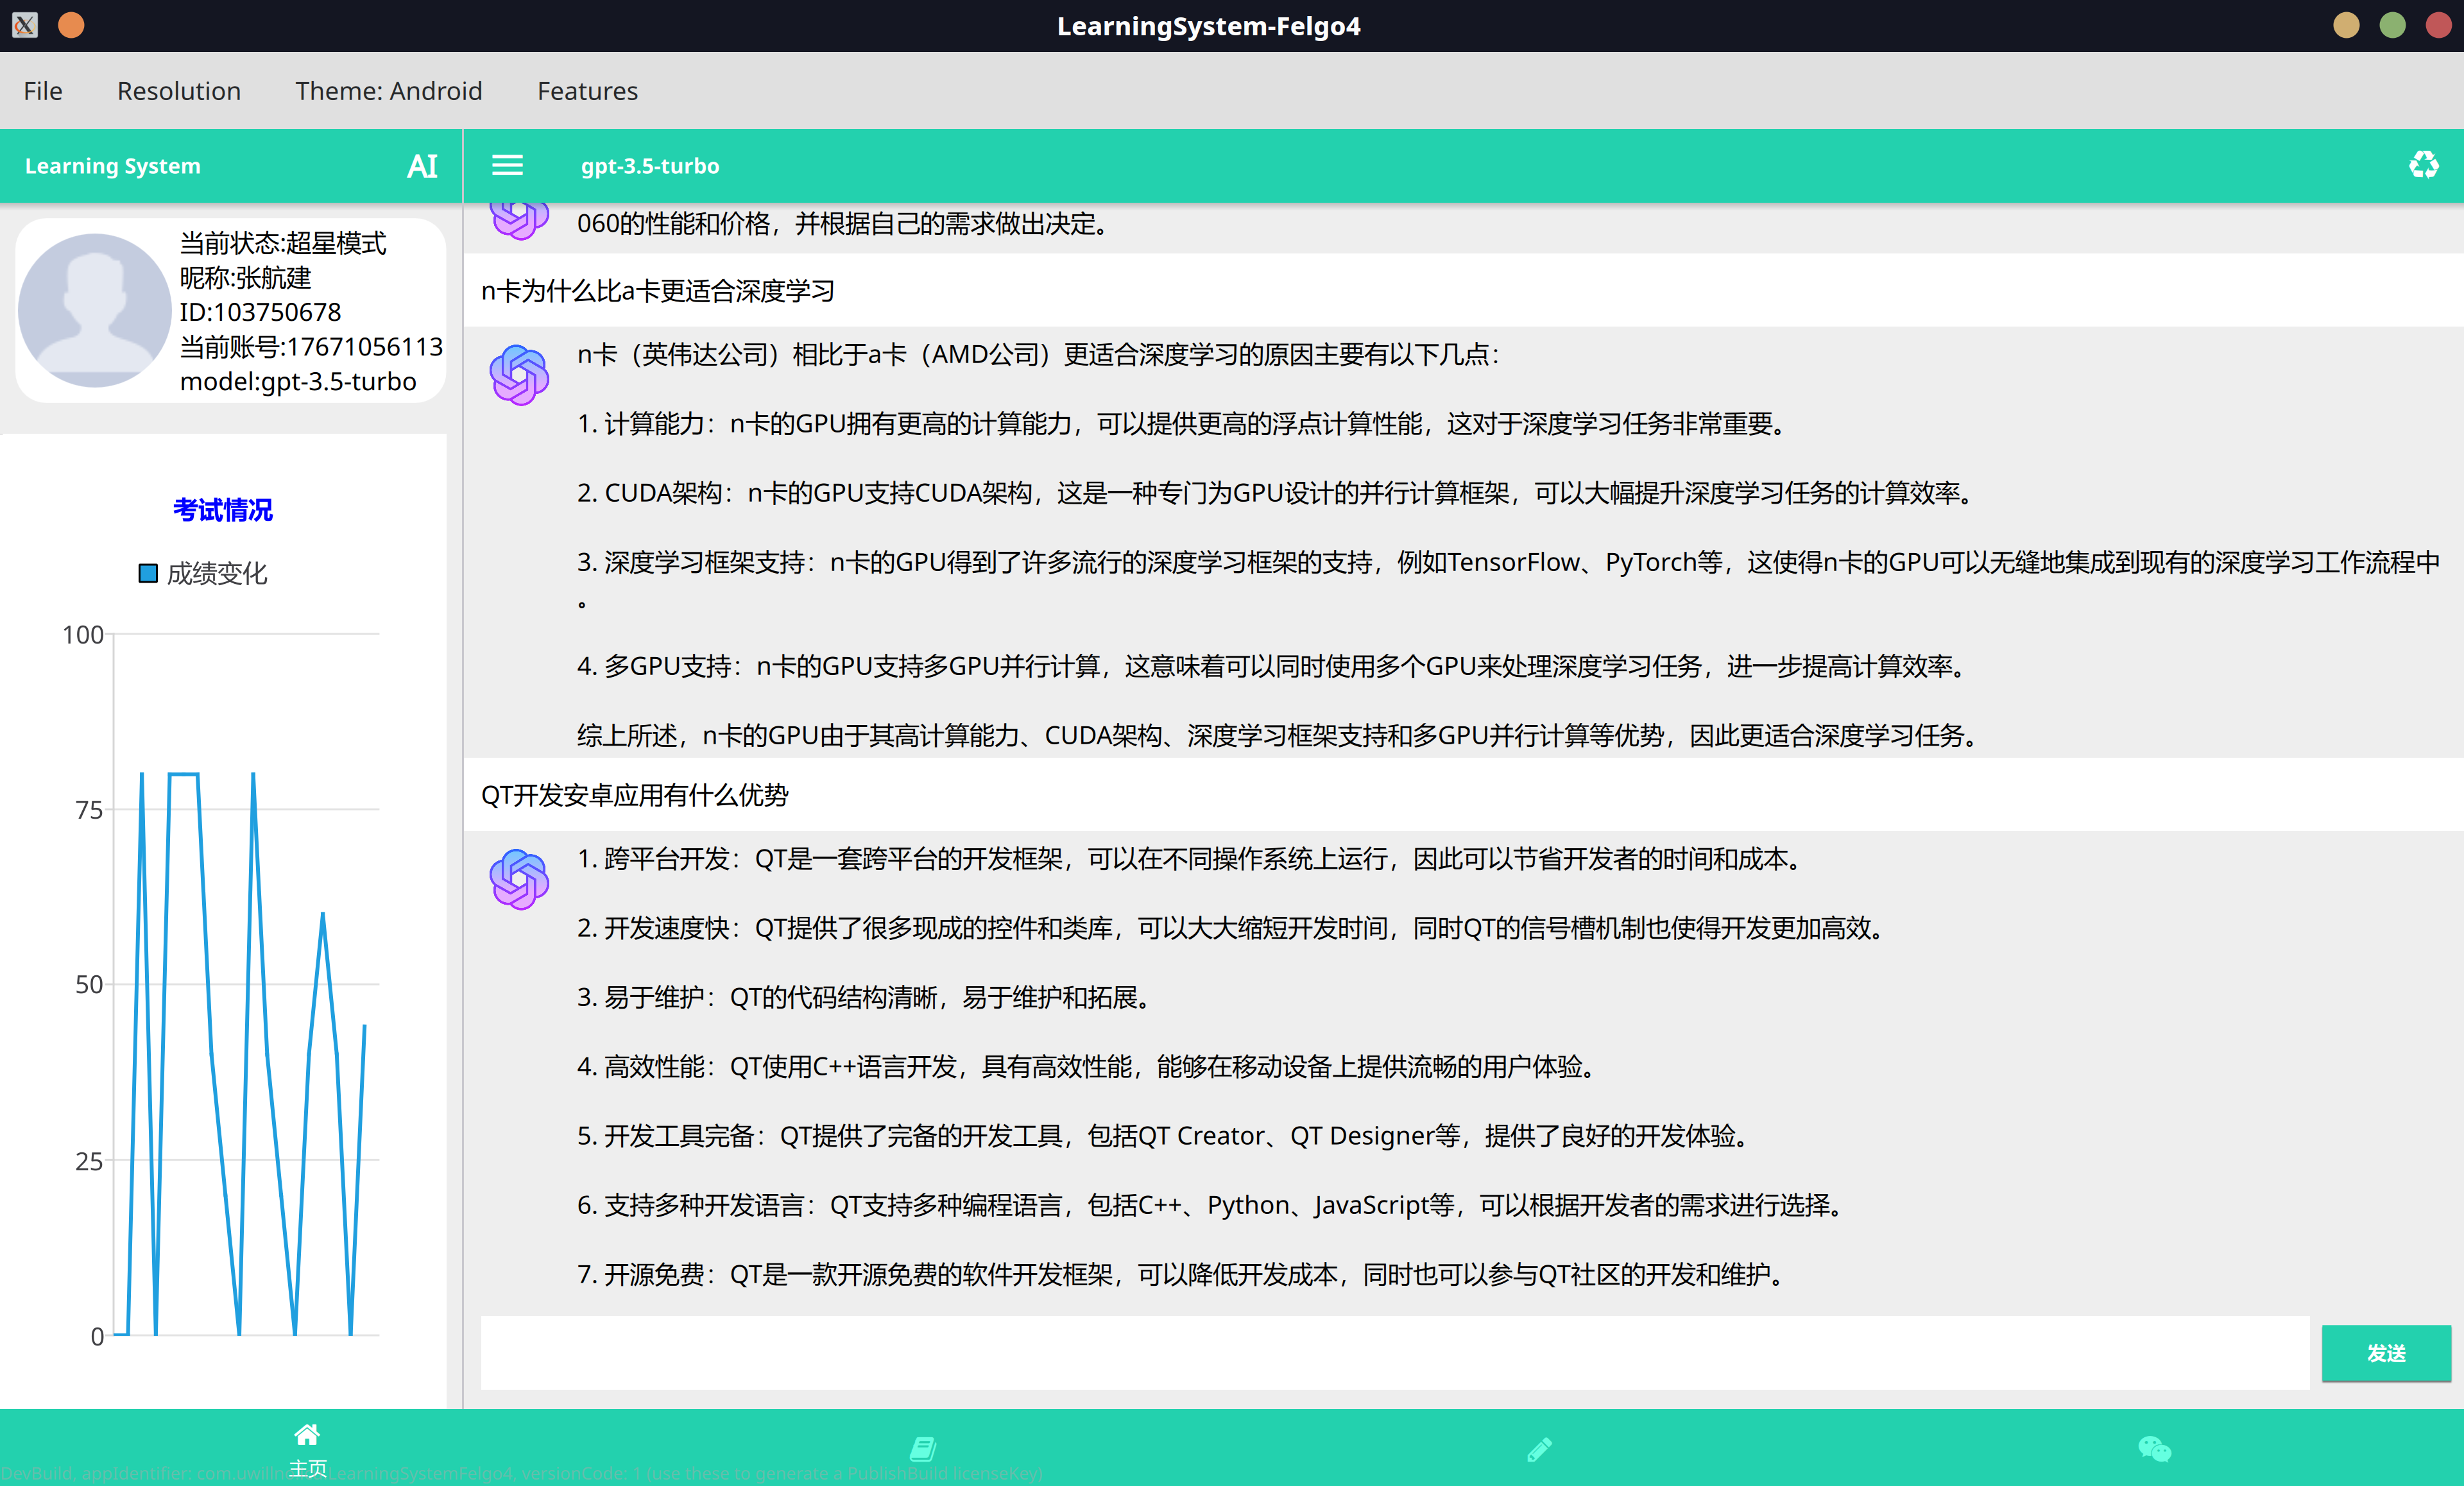 LearningSystem-Felgo4
File
Resolution
Theme: Android
Features
Learning System
AI
gpt-3.5-turbo
当前状态:超星模式
昵称:张航建
ID:103750678
当前账号:17671056113
model:gpt-3.5-turbo
考试情况
成绩变化
100
75
50
25
0
060的性能和价格，并根据自己的需求做出决定。
n卡为什么比a卡更适合深度学习
n卡（英伟达公司）相比于a卡（AMD公司）更适合深度学习的原因主要有以下几点：
1. 计算能力：n卡的GPU拥有更高的计算能力，可以提供更高的浮点计算性能，这对于深度学习任务非常重要。
2. CUDA架构：n卡的GPU支持CUDA架构，这是一种专门为GPU设计的并行计算框架，可以大幅提升深度学习任务的计算效率。
3. 深度学习框架支持：n卡的GPU得到了许多流行的深度学习框架的支持，例如TensorFlow、PyTorch等，这使得n卡的GPU可以无缝地集成到现有的深度学习工作流程中
。
4. 多GPU支持：n卡的GPU支持多GPU并行计算，这意味着可以同时使用多个GPU来处理深度学习任务，进一步提高计算效率。
综上所述，n卡的GPU由于其高计算能力、CUDA架构、深度学习框架支持和多GPU并行计算等优势，因此更适合深度学习任务。
QT开发安卓应用有什么优势
1. 跨平台开发：QT是一套跨平台的开发框架，可以在不同操作系统上运行，因此可以节省开发者的时间和成本。
2. 开发速度快：QT提供了很多现成的控件和类库，可以大大缩短开发时间，同时QT的信号槽机制也使得开发更加高效。
3. 易于维护：QT的代码结构清晰，易于维护和拓展。
4. 高效性能：QT使用C++语言开发，具有高效性能，能够在移动设备上提供流畅的用户体验。
5. 开发工具完备：QT提供了完备的开发工具，包括QT Creator、QT Designer等，提供了良好的开发体验。
6. 支持多种开发语言：QT支持多种编程语言，包括C++、Python、JavaScript等，可以根据开发者的需求进行选择。
7. 开源免费：QT是一款开源免费的软件开发框架，可以降低开发成本，同时也可以参与QT社区的开发和维护。
发送
主页
DevBuild, appIdentifier: LearningSystemFelgo4, versionCode: 1 (use these to generate a PublishBuild licenseKey)